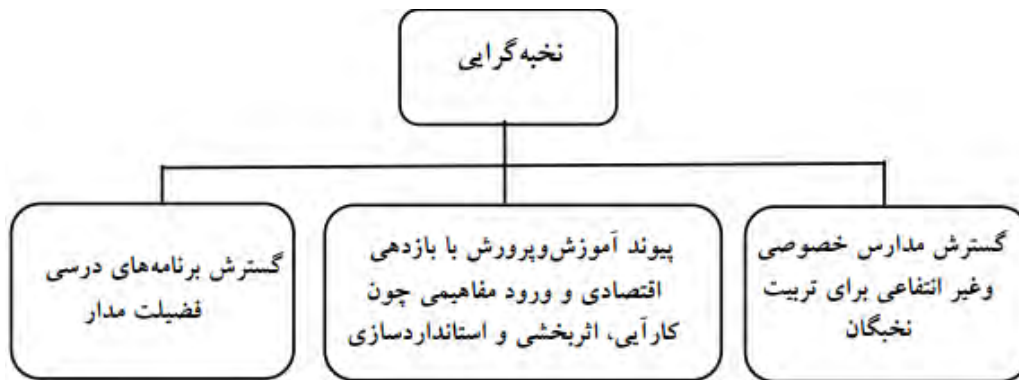 نخبه‌گرایی
گسترش مدارس خصوصی
وغیر انتفاعی برای تربیت
نخبگان
پیوند آموزش‌وپرورش با بازدهی
اقتصادی و ورود مفاهیمی چون
کارآیی، اثربخشی و استانداردسازی
گسترش برنامه‌های درسی
فضیلت مدار